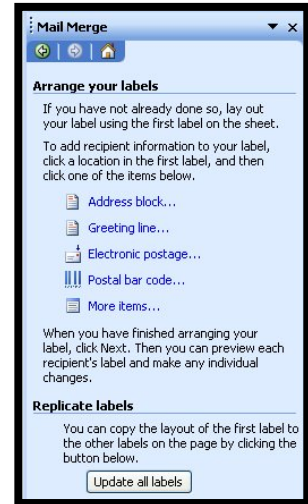 Mail Merge
Arrange your labels
If you have not already done so, lay out
your label using the first label on the sheet.
To add recipient information to your label,
click a location in the first label, and then
click one of the items below.
Address block...
Greeting line...
Electronic postage...
Postal bar code...
More items...
When you have finished arranging your
label, click Next. Then you can preview each
recipient's label and make any individual
changes.
Replicate labels
You can copy the layout of the first label to
the other labels on the page by clicking the
button below.
Update all labels